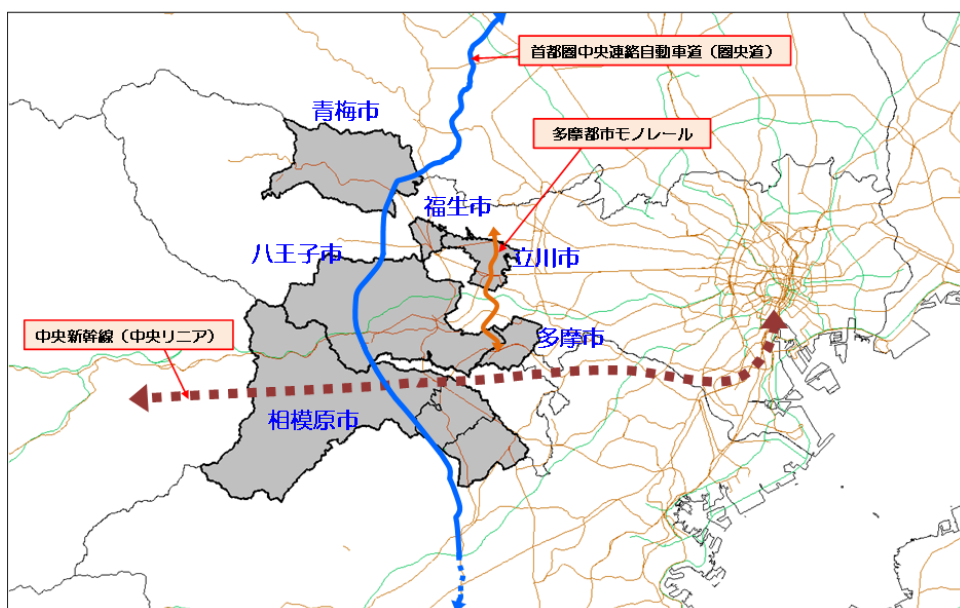 首都圏中央連絡自動車道（圏央道）
青梅市
多摩都市モノレール
福生市
八王子市
立川市
中央新幹線（中央リニア）
多摩市
相模原市